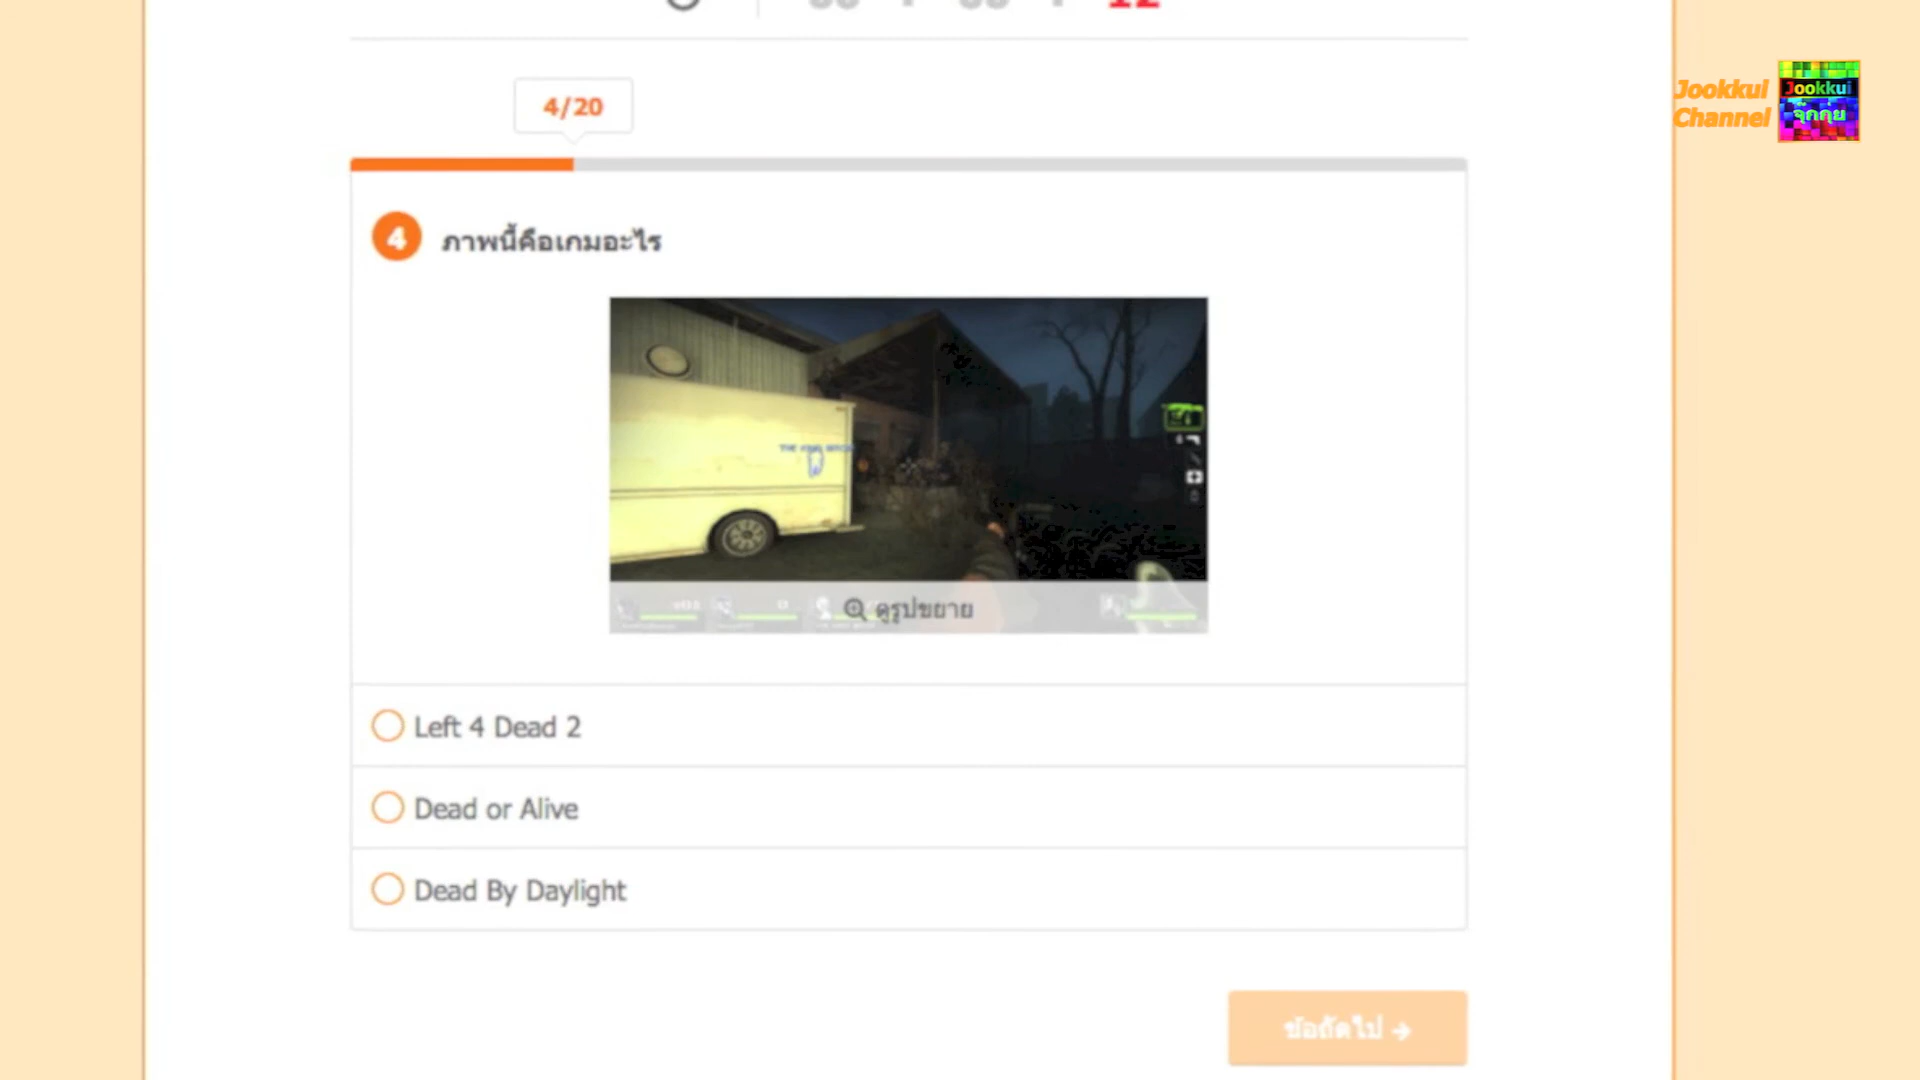 Jookkui
Channel
Jookkui
จุ๊กคุ่ย
4/20
4
ภาพนี้คือเกมอะไร
ดูรูปขยาย
Left 4 Dead 2
Dead or Alive
Dead By Daylight
ข้อถัดไป →